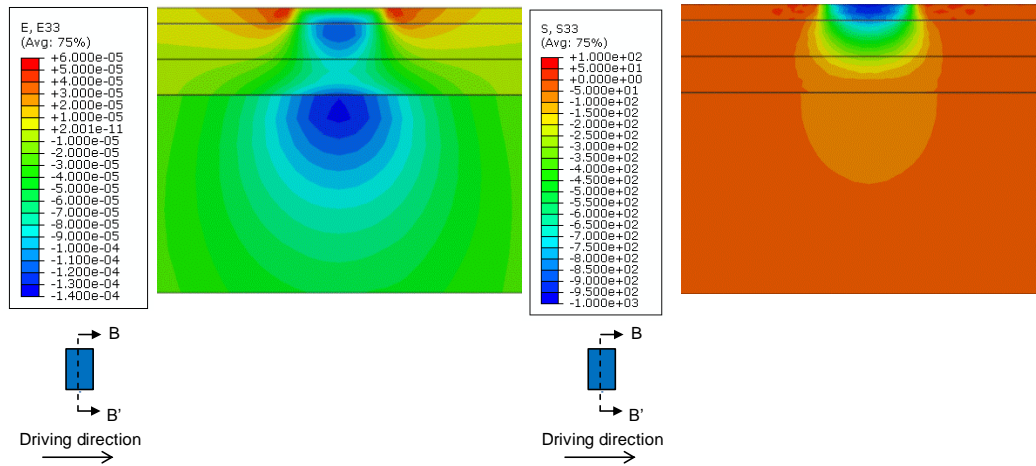 E, E33
(Avg: 75%)
+6.000e-05
+5.000e-05
+4.000e-05
+3.000e-05
+2.000e-05
+1.000e-05
+2.001e-11
-1.000e-05
-2.000e-05
-3.000e-05
-4.000e-05
-5.000e-05
-6.000e-05
-7.000e-05
-8.000e-05
-9.000e-05
-1.000e-04
-1.100e-04
-1.200e-04
-1.300e-04
-1.400e-04
B
B'
Driving direction
S, S33
(Avg: 75%)
+1.000e+02
+5.000e+01
+0.000e+00
-5.000e+01
-1.000e+02
-1.500e+02
-2.000e+02
-2.500e+02
-3.000e+02
-3.500e+02
-4.000e+02
-4.500e+02
-5.000e+02
-5.500e+02
-6.000e+02
-6.500e+02
-7.000e+02
-7.500e+02
-8.000e+02
-8.500e+02
-9.000e+02
-9.500e+02
-1.000e+03
B
B'
Driving direction